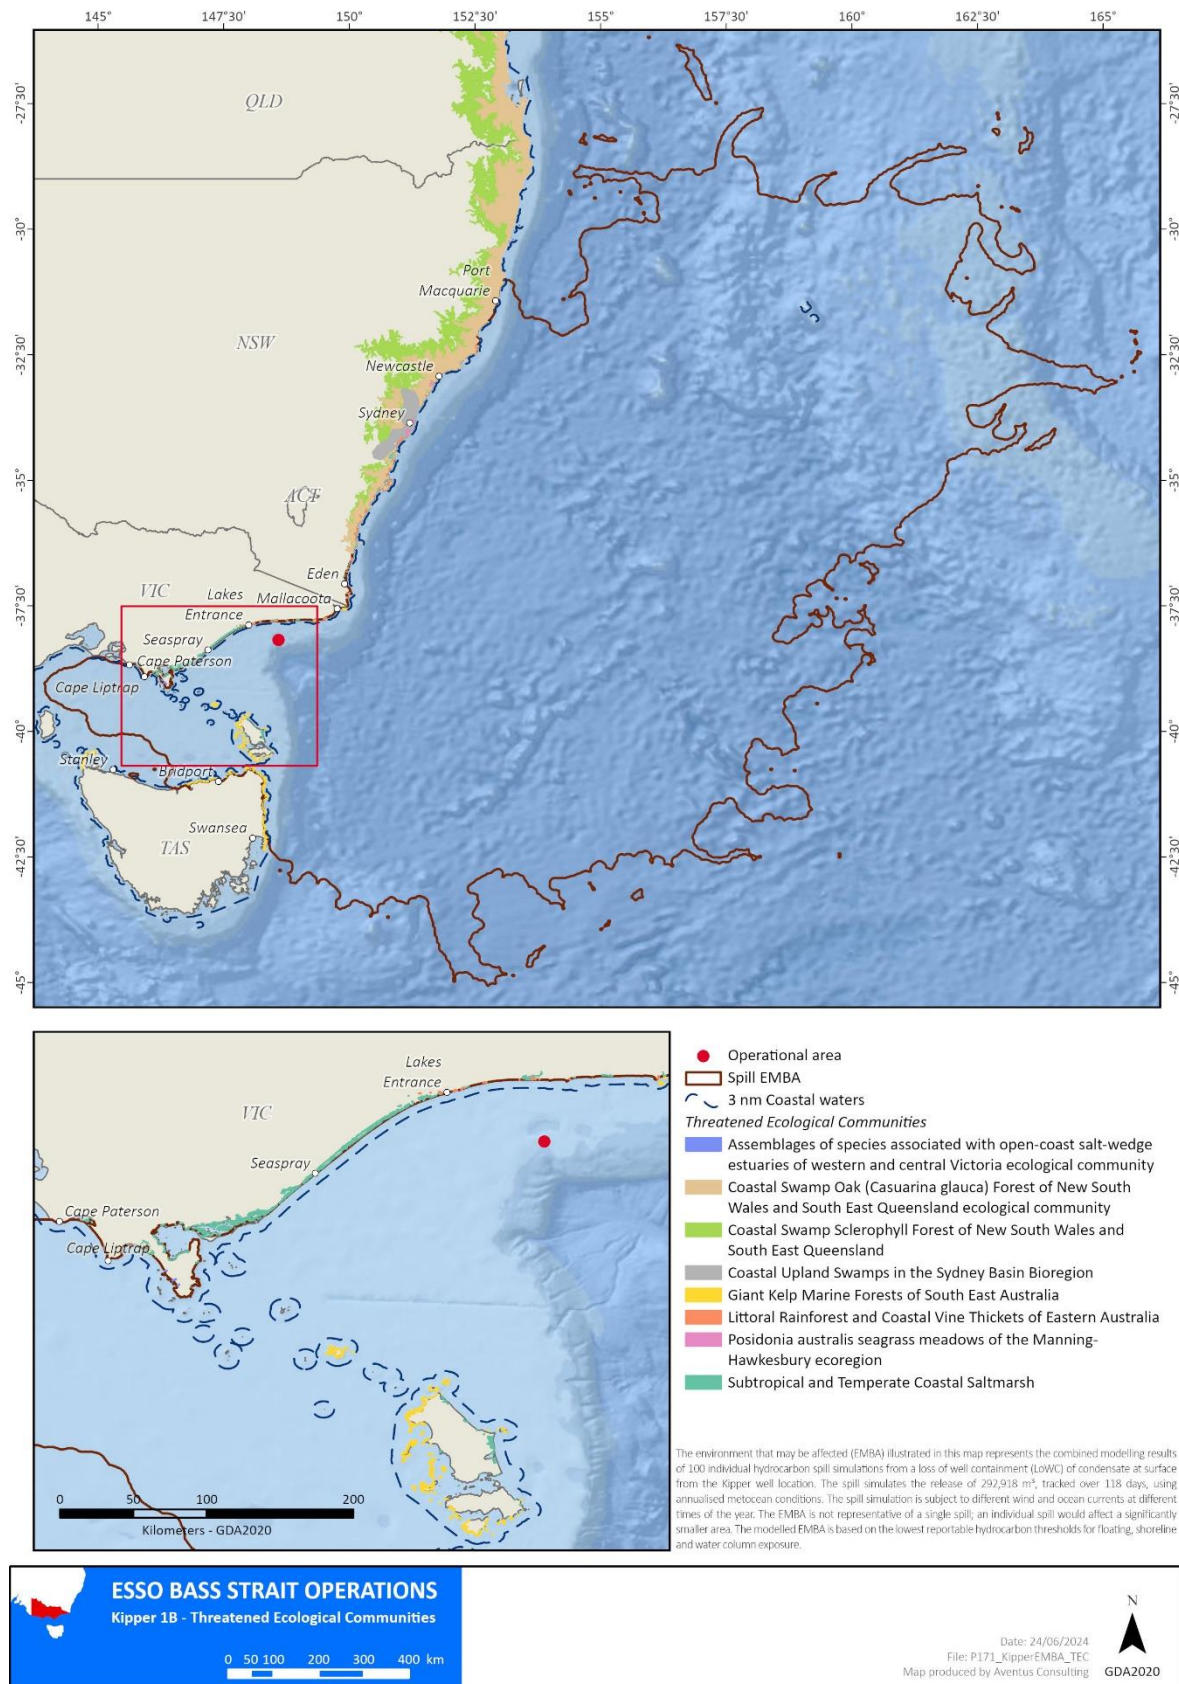 145°
147°30'
150°
152°30'
155°
157°30'
160°
162°30'
165°
-27°30'
-27°30'
QLD
-30°
-30°
Port
Macquarie
NSW
-32°30'
-32°30'
Newcastle
Sydney
-35°
-35°
ACT
Eden
VIC
Lakes
Entrance
Mallacoota
-37°30'
-37°30'
Seaspray
Cape Paterson
Cape Liptrap
-40°
-40°
Stanley
Bridport
Swansea
TAS
-42°30'
-42°30'
-45°
-45°
Lakes
Entrance
VIC
Seaspray
Cape Paterson
Cape Liptrap
0 50 100 200
Kilometers - GDA2020
Operational area
Spill EMBA
3 nm Coastal waters
Threatened Ecological Communities
Assemblages of species associated with open-coast salt-wedge
estuaries of western and central Victoria ecological community
Coastal Swamp Oak (Casuarina glauca) Forest of New South
Wales and South East Queensland ecological community
Coastal Swamp Sclerophyll Forest of New South Wales and
South East Queensland
Coastal Upland Swamps in the Sydney Basin Bioregion
Giant Kelp Marine Forests of South East Australia
Littoral Rainforest and Coastal Vine Thickets of Eastern Australia
Posidonia australis seagrass meadows of the Manning-
Hawkesbury ecoregion
Subtropical and Temperate Coastal Saltmarsh
The environment that may be affected (EMBA) illustrated in this map represents the combined modelling results
of 100 individual hydrocarbon spill simulations from a loss of well containment (LoWC) of condensate at surface
from the Kipper well location. The spill simulates the release of 292,918 m³, tracked over 118 days, using
annualised metocean conditions. The spill simulation is subject to different wind and ocean currents at different
times of the year. The EMBA is not representative of a single spill; an individual spill would affect a significantly
smaller area. The modelled EMBA is based on the lowest reportable hydrocarbon thresholds for floating, shoreline
and water column exposure.
ESSO BASS STRAIT OPERATIONS
Kipper 1B - Threatened Ecological Communities
0 50 100 200 300 400 km
N
Date: 24/06/2024
File: P171_KipperEMBA_TEC
Map produced by Aventus Consulting
GDA2020